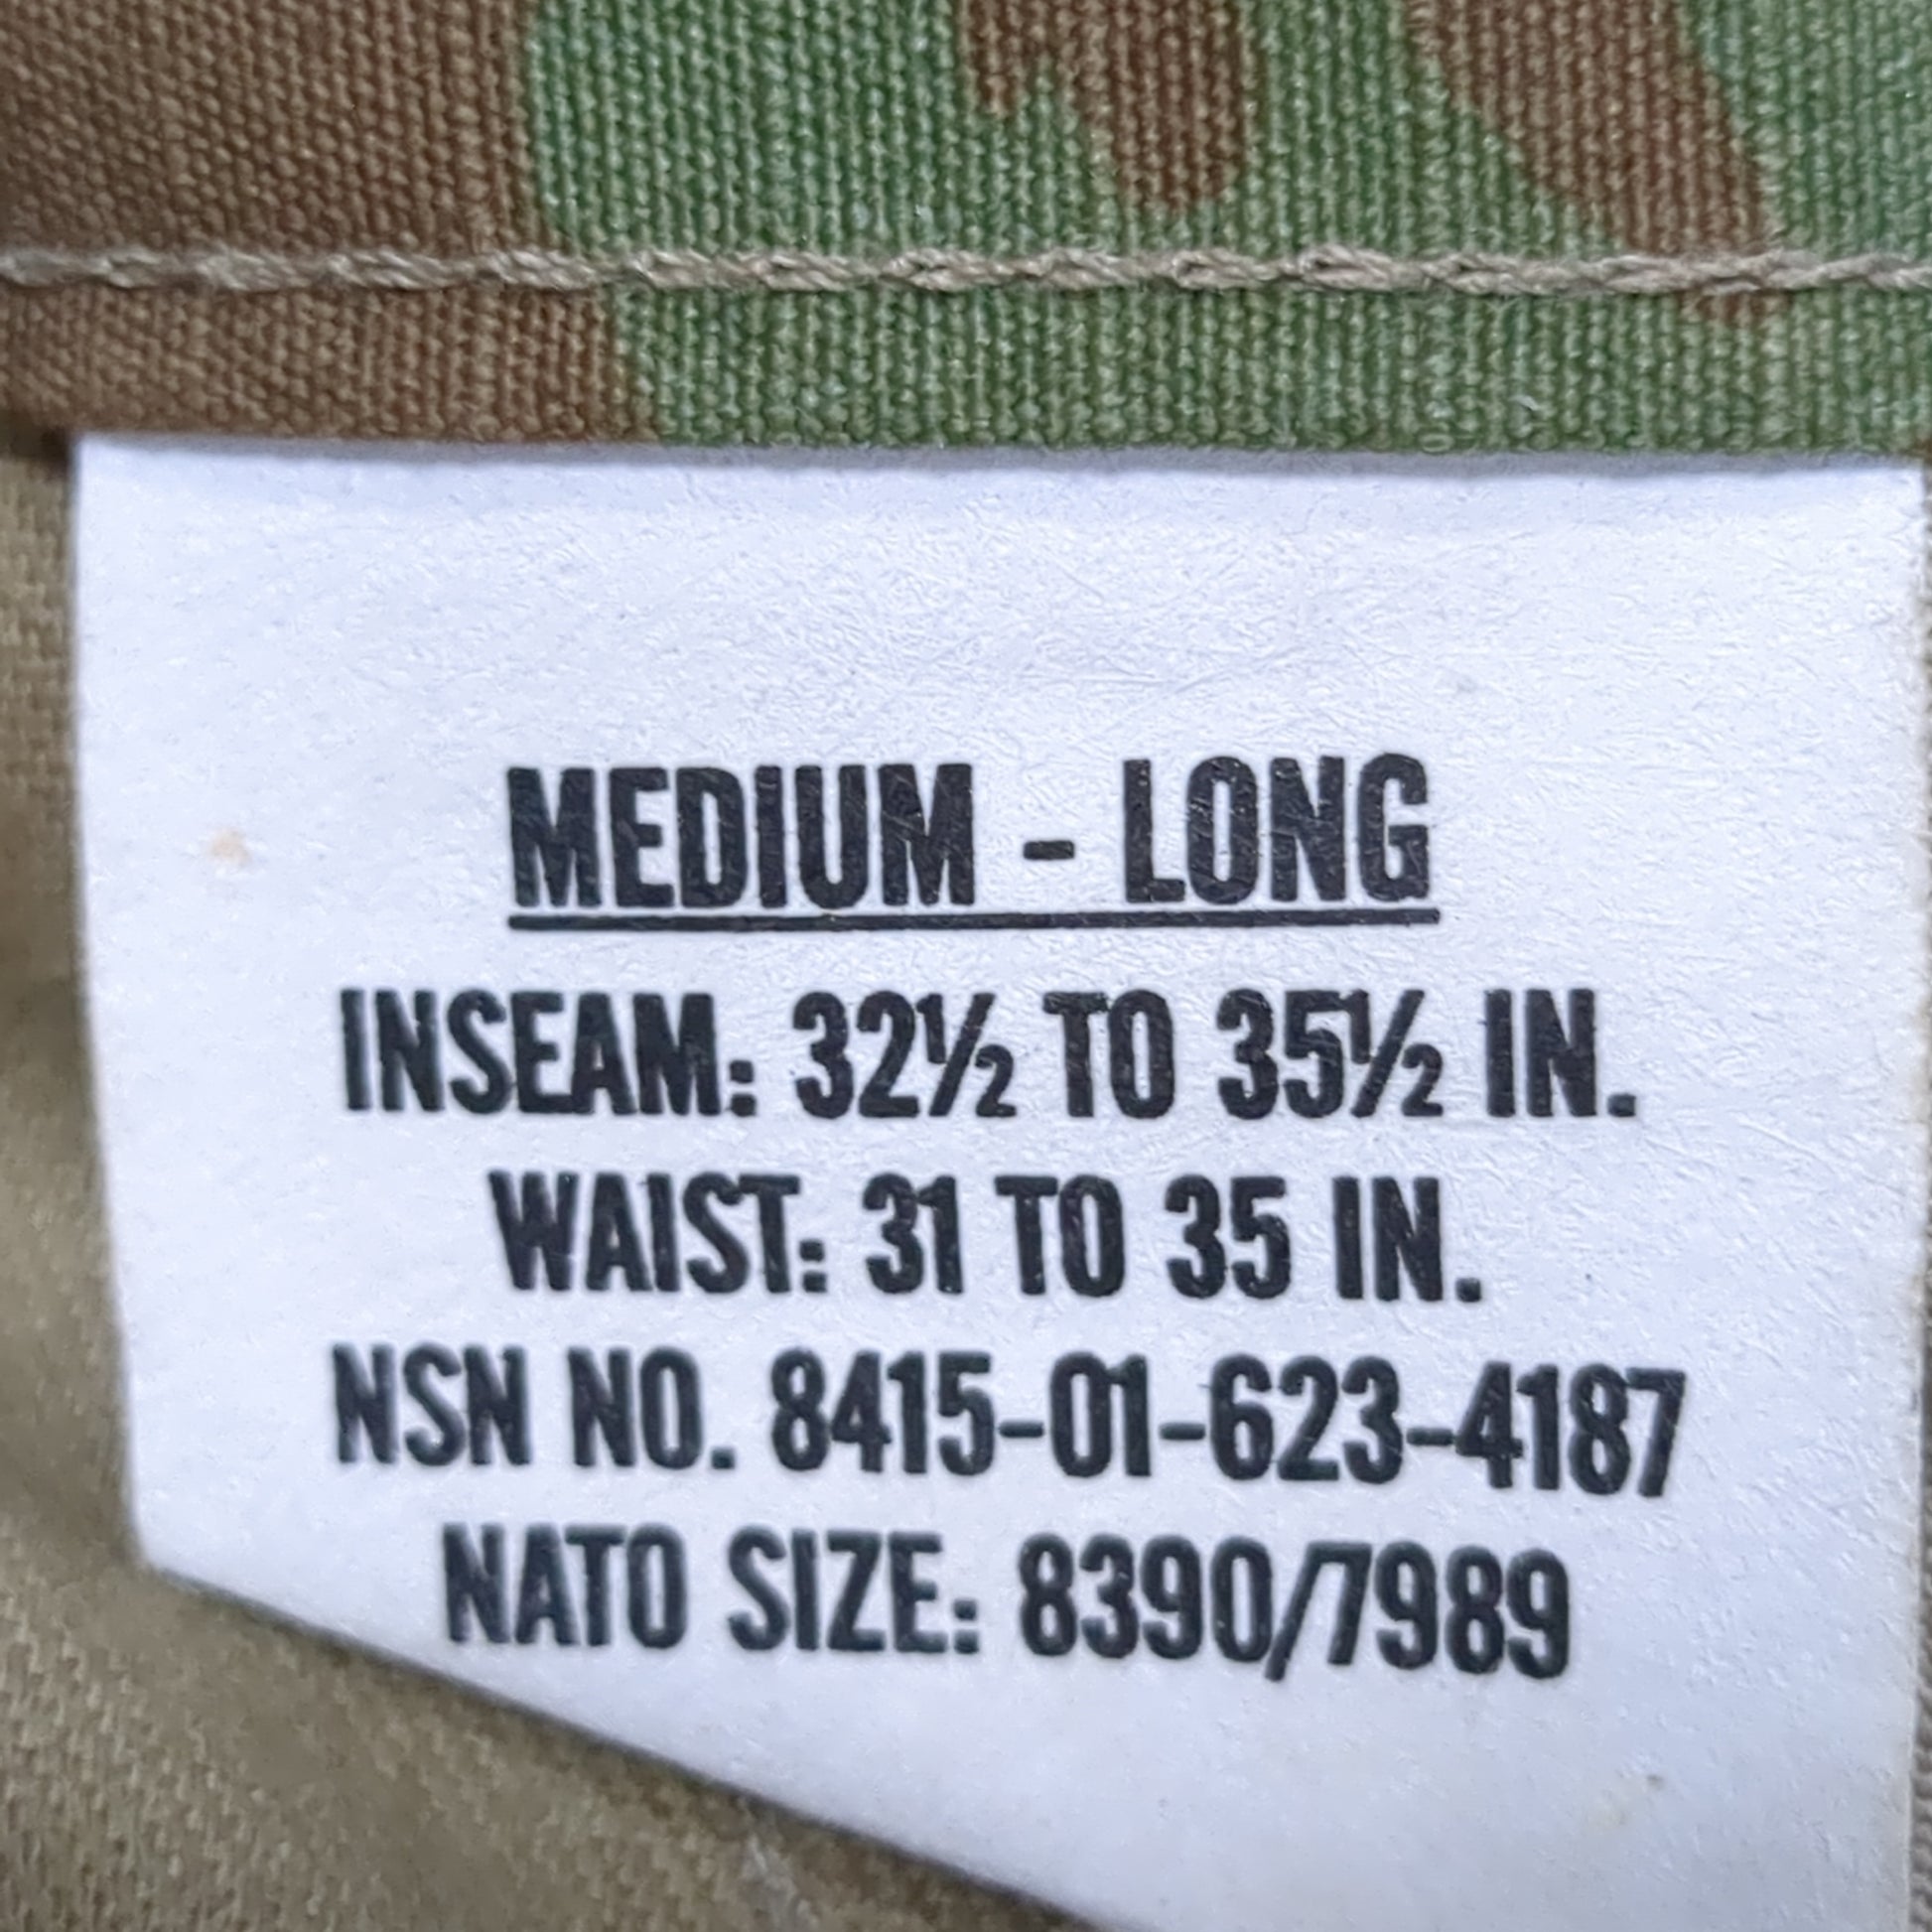 MEDIUM - LONG
INSEAM: 32½ TO 35½ IN.
WAIST: 31 TO 35 IN.
NSN NO. 8415-01-623-4187
NATO SIZE: 8390/7989